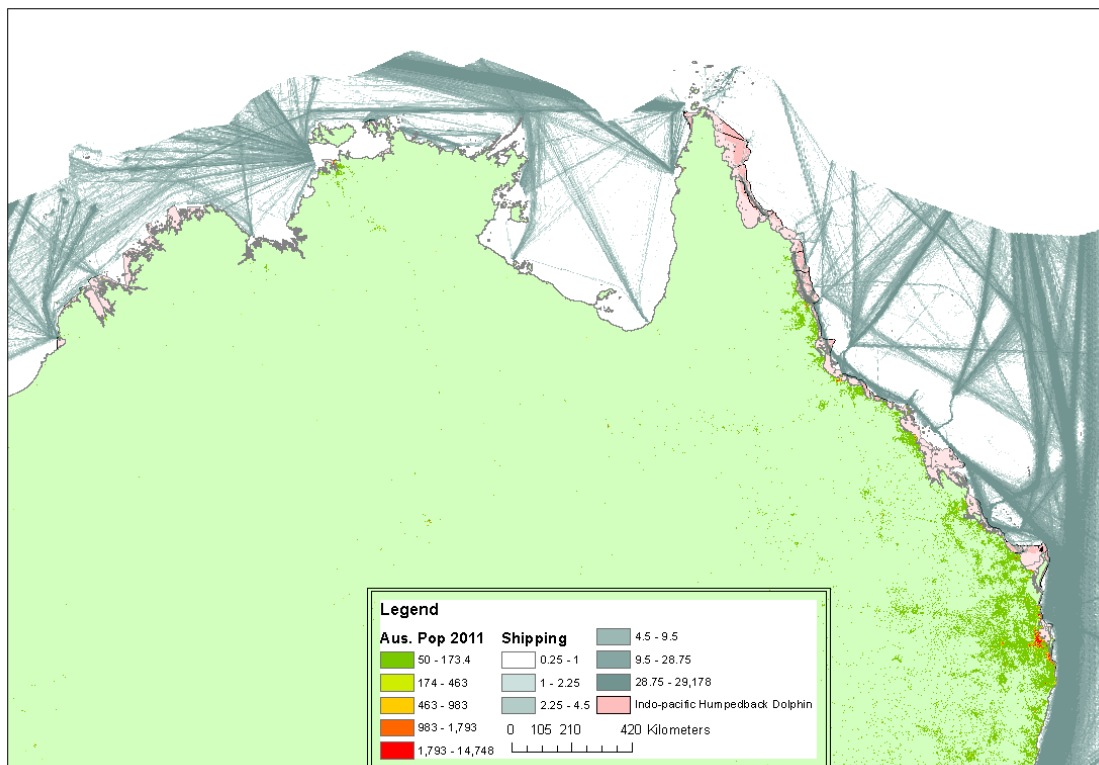 Legend
Aus. Pop 2011
50 - 173.4
174 - 463
463 - 983
983 - 1,793
1,793 - 14,748
Shipping
0.25 - 1
1 - 2.25
2.25 - 4.5
4.5 - 9.5
9.5 - 28.75
28.75 - 29,178
Indo-pacific Humpedback Dolphin
0 105 210 420 Kilometers